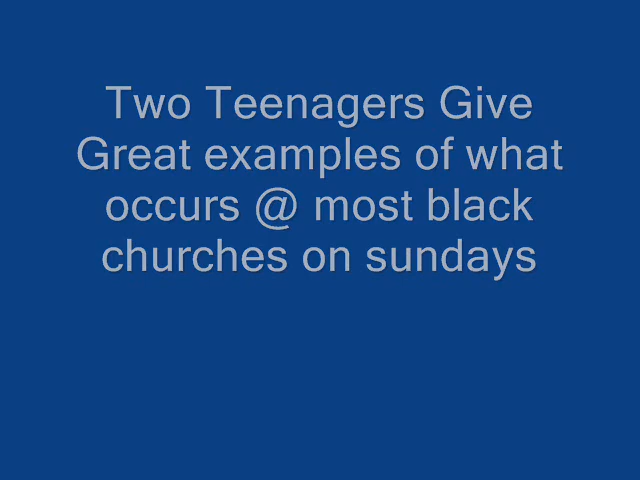 Two Teenagers Give
Great examples of what
occurs @ most black
churches on sundays